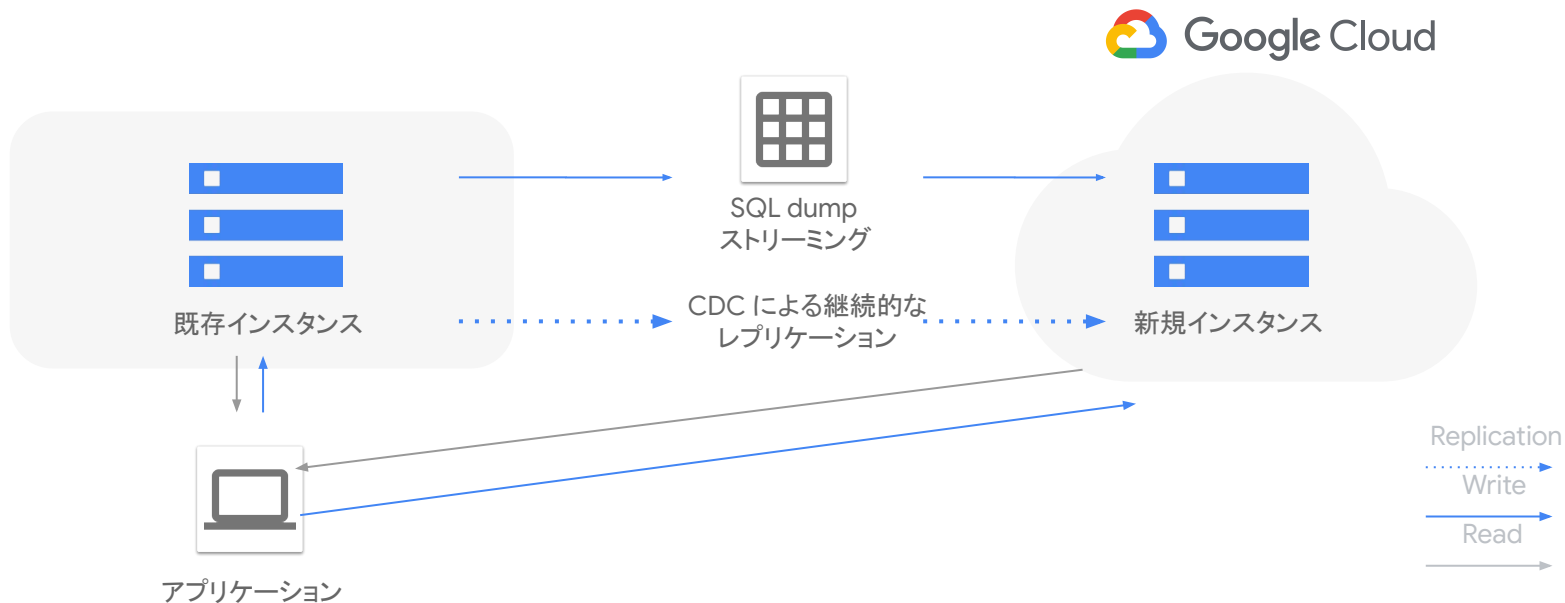 Google Cloud
SQL dump
ストリーミング
CDC による継続的な
レプリケーション
既存インスタンス
新規インスタンス
アプリケーション
Replication
Write
Read